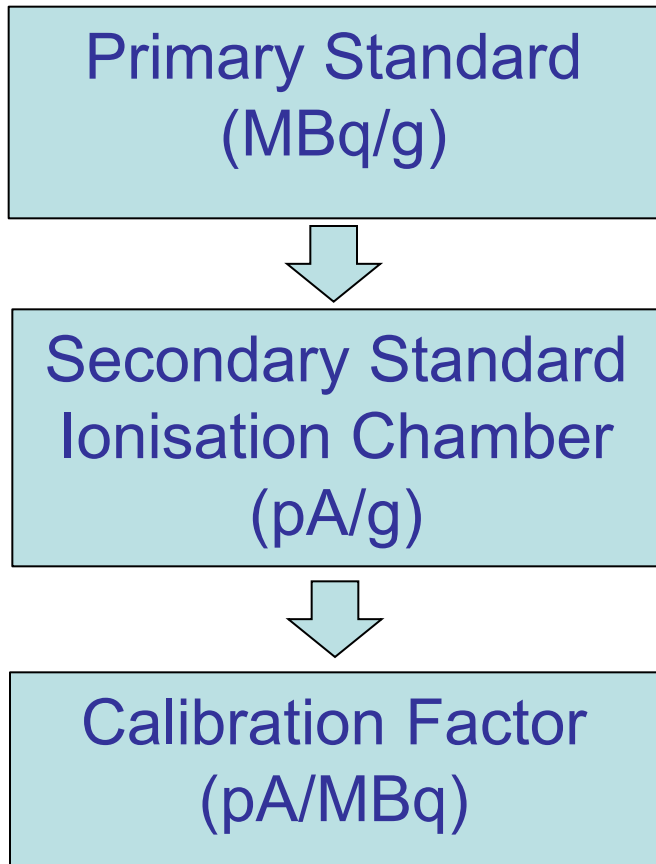 Primary Standard
(MBq/g)
Secondary Standard
Ionisation Chamber
(pA/g)
Calibration Factor
(pA/MBq)